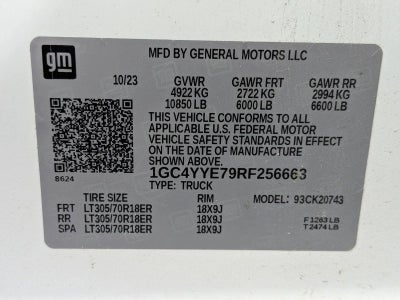 gm
MFD BY GENERAL MOTORS LLC
10/23 GVWR GAWR FRT GAWR RR
4922 KG 2722 KG 2994 KG
10850 LB 6000 LB 6600 LB
THIS VEHICLE CONFORMS TO ALL
APPLICABLE U.S. FEDERAL MOTOR
VEHICLE SAFETY STANDARDS IN EFFECT
ON THE DATE OF MANUFACTURE SHOWN ABOVE.
8624
1GC4YYE79RF256663
TYPE: TRUCK
TIRE SIZE RIM MODEL: 93CK20743
FRT LT305/70R18ER 18X9J
RR LT305/70R18ER 18X9J F1283 LB
SPA LT305/70R18ER 18X9J T2474 LB